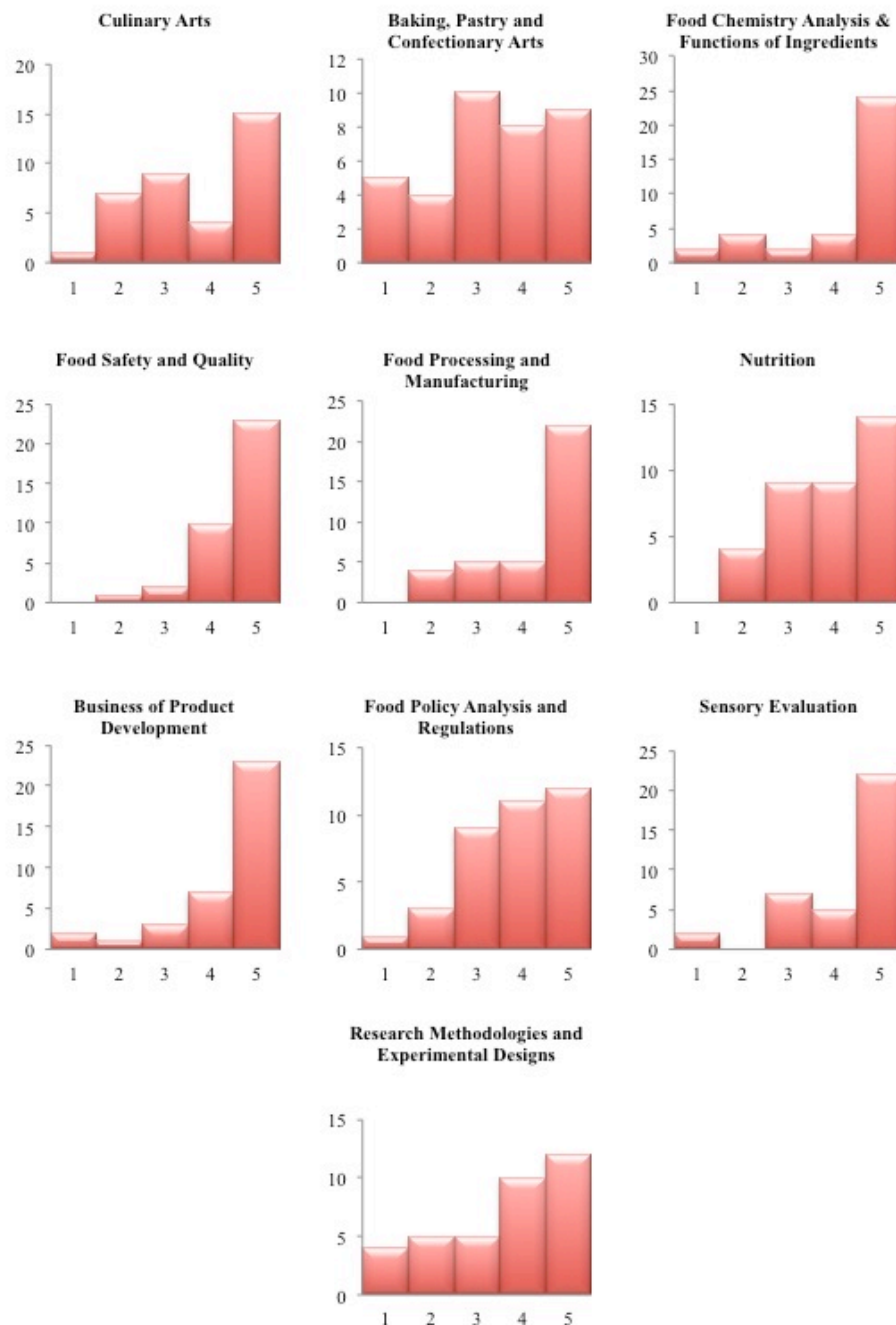 Culinary Arts
20
15
10
5
0
1 2 3 4 5
Baking, Pastry and
Confectionary Arts
12
10
8
6
4
2
0
1 2 3 4 5
Food Chemistry Analysis &
Functions of Ingredients
30
25
20
15
10
5
0
1 2 3 4 5
Food Safety and Quality
25
20
15
10
5
0
1 2 3 4 5
Food Processing and
Manufacturing
25
20
15
10
5
0
1 2 3 4 5
Nutrition
15
10
5
0
1 2 3 4 5
Business of Product
Development
25
20
15
10
5
0
1 2 3 4 5
Food Policy Analysis and
Regulations
15
10
5
0
1 2 3 4 5
Sensory Evaluation
25
20
15
10
5
0
1 2 3 4 5
Research Methodologies and
Experimental Designs
15
10
5
0
1 2 3 4 5